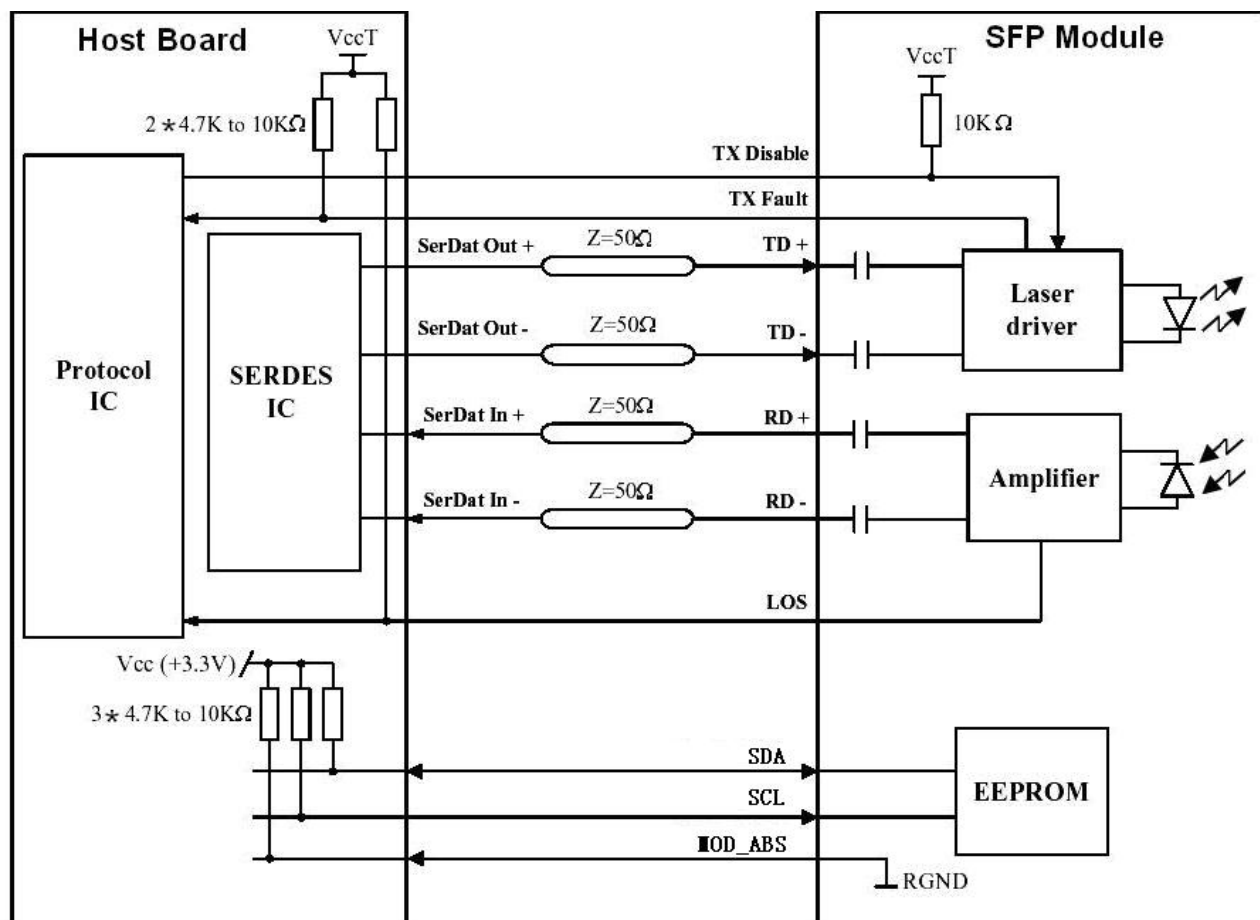 Host Board
SFP Module
VccT
VccT
2*4.7K to 10KΩ
10KΩ
TX Disable
TX Fault
SerDat Out +
Z=50Ω
TD +
SerDat Out -
Z=50Ω
TD -
Laser
driver
Protocol
IC
SERDES
IC
SerDat In +
Z=50Ω
RD +
Amplifier
SerDat In -
Z=50Ω
RD -
LOS
Vcc (+3.3V)
3*4.7K to 10KΩ
SDA
SCL
EEPROM
MOD_ABS
RGND